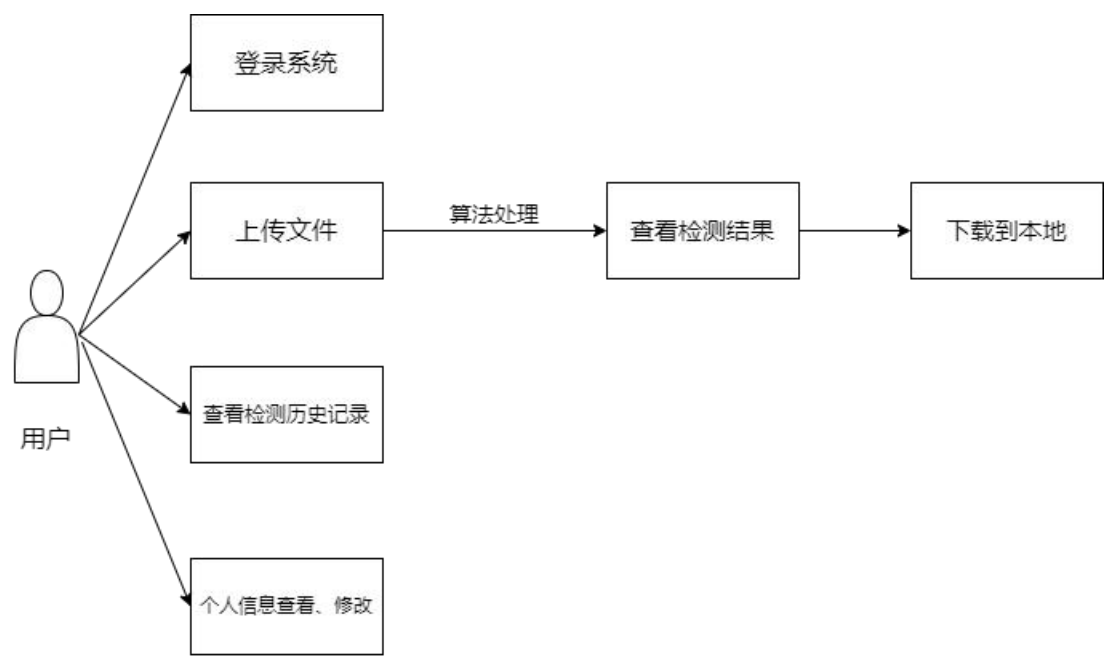 登录系统
上传文件
算法处理
查看检测结果
下载到本地
查看检测历史记录
用户
个人信息查看、修改